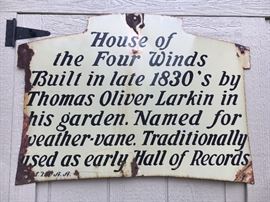 House of
the Four Winds
Built in late 1830's by
Thomas Oliver Larkin in
his garden. Named for
weather-vane. Traditionally
used as early Hall of Records